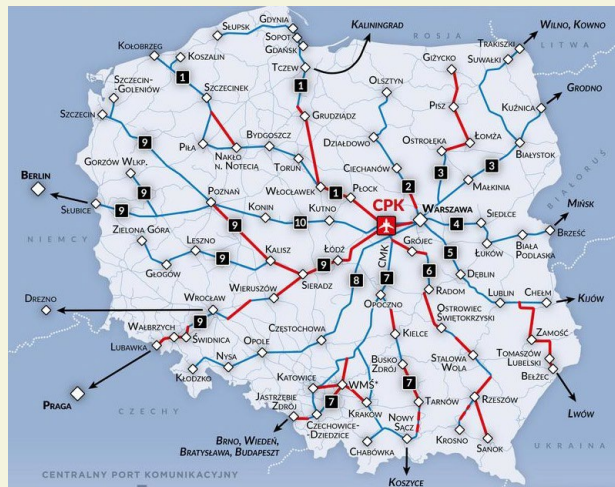 GDYNIA
SŁUPSK
SOPOT
GDAŃSK
KALININGRAD
ROSJA
WILNO, KOWNO
TRAKISZKI
LITWA
SUWAŁKI
KOŁOBRZEG
KOSZALIN
1
TCZEW
1
OLSZTYN
GIŻYCKO
GRODNO
SZCZECIN-
GOLENIÓW
SZCZECINEK
KUŹNICA
SZCZECIN
GRUDZIĄDZ
PISZ
9
PIŁA
NAKŁO
N. NOTECIĄ
BYDGOSZCZ
DZIAŁDOWO
OSTROŁĘKA
ŁOMŻA
BIAŁYSTOK
GORZÓW WLKP.
TORUŃ
CIECHANÓW
3
3
MAŁKINIA
BERLIN
9
POZNAŃ
WŁOCŁAWEK
1
PŁOCK
2
BIAŁORUŚ
SŁUBICE
9
KONIN
10
KUTNO
CPK
WARSZAWA
SIEDLCE
MIŃSK
4
BRZEŚĆ
NIEMCY
ZIELONA
GÓRA
9
LESZNO
ŁÓDŹ
GRÓJEC
ŁUKÓW
BIAŁA
PODLASKA
5
9
KALISZ
9
CMK
GŁOGÓW
SIERADZ
8
7
6
DĘBLIN
DREZNO
WROCŁAW
WIERUSZÓW
OPOCZNO
RADOM
LUBLIN
CHEŁM
KIJÓW
WAŁBRZYCH
9
ŚWIDNICA
LUBAWKA
CZĘSTOCHOWA
OSTROWIEC
ŚWIĘTOKRZYSKI
KIELCE
ZAMOŚĆ
OPOLE
NYSA
KŁODZKO
BUSKO
ZDRÓJ
STALOWA
WOLA
TOMASZÓW
LUBELSKI
BEŁŻEC
KATOWICE
WMŚ*
7
PRAGA
JASTRZĘBIE
ZDRÓJ
7
KRAKÓW
TARNÓW
RZESZÓW
LWÓW
CZECHY
CZECHOWICE-
DZIEDZICE
NOWY
SĄCZ
CHABÓWKA
KROSNO
SANOK
UKRAINA
BRNO, WIEDEŃ,
BRATYSŁAWA, BUDAPESZT
KOSZYCE
CENTRALNY PORT KOMUNIKACYJNY